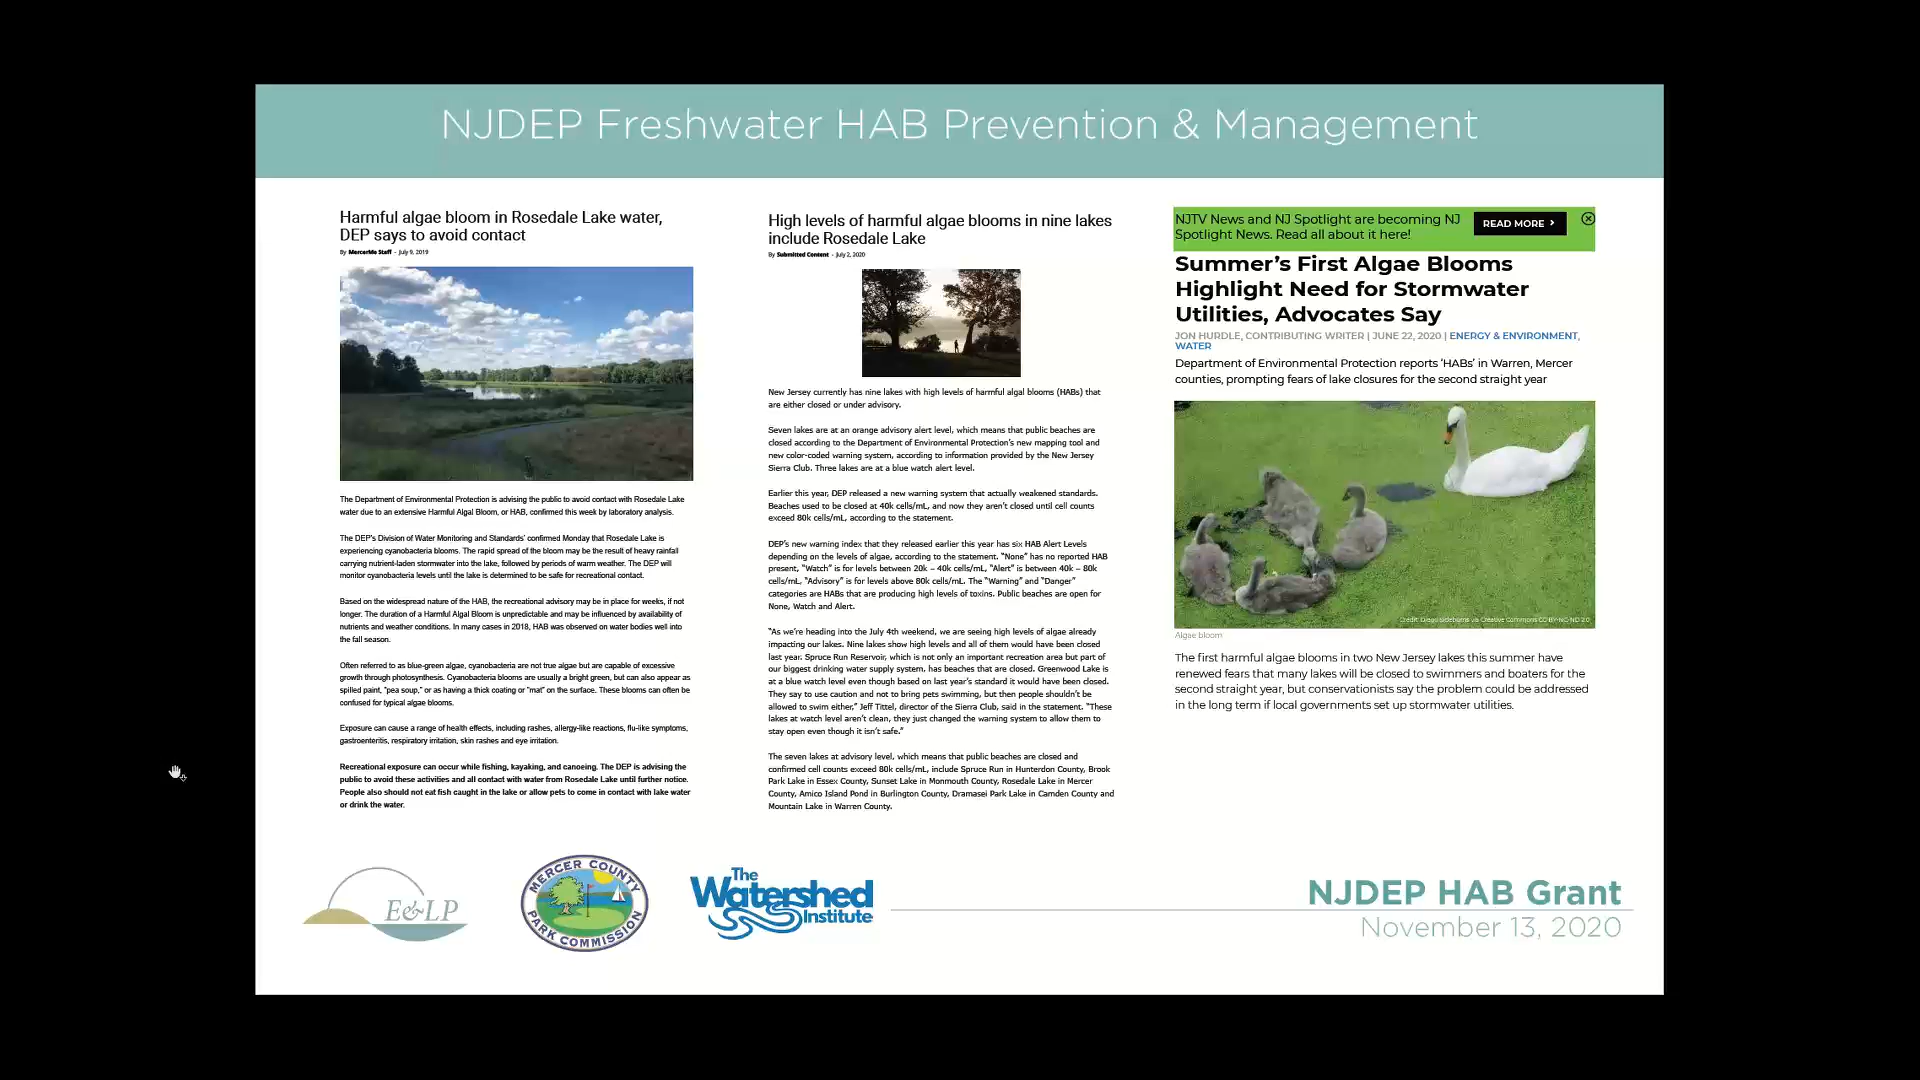 NJDEP Freshwater HAB Prevention & Management
Harmful algae bloom in Rosedale Lake water,
DEP says to avoid contact
By MercerMe Staff - July 9, 2019
The Department of Environmental Protection is advising the public to avoid contact with Rosedale Lake
water due to an extensive Harmful Algal Bloom, or HAB, confirmed this week by laboratory analysis.
The DEP's Division of Water Monitoring and Standards' confirmed Monday that Rosedale Lake is
experiencing cyanobacteria blooms. The rapid spread of the bloom may be the result of heavy rainfall
carrying nutrient-laden stormwater into the lake, followed by periods of warm weather. The DEP will
monitor cyanobacteria levels until the lake is determined to be safe for recreational contact.
Based on the widespread nature of the HAB, the recreational advisory may be in place for weeks, if not
longer. The duration of a Harmful Algal Bloom is unpredictable and may be influenced by availability of
nutrients and weather conditions. In many cases in 2018, HAB was observed on water bodies well into
the fall season.
Often referred to as blue-green algae, cyanobacteria are not true algae but are capable of excessive
growth through photosynthesis. Cyanobacteria blooms are usually a bright green, but can also appear as
spilled paint, "pea soup," or as having a thick coating or "mat" on the surface. These blooms can often be
confused for typical algae blooms.
Exposure can cause a range of health effects, including rashes, allergy-like reactions, flu-like symptoms,
gastroenteritis, respiratory irritation, skin rashes and eye irritation.
Recreational exposure can occur while fishing, kayaking, and canoeing. The DEP is advising the
public to avoid these activities and all contact with water from Rosedale Lake until further notice.
People also should not eat fish caught in the lake or allow pets to come in contact with lake water
or drink the water.
High levels of harmful algae blooms in nine lakes
include Rosedale Lake
By Submitted Content - July 2, 2020
New Jersey currently has nine lakes with high levels of harmful algal blooms (HABs) that
are either closed or under advisory.
Seven lakes are at an orange advisory alert level, which means that public beaches are
closed according to the Department of Environmental Protection's new mapping tool and
new color-coded warning system, according to information provided by the New Jersey
Sierra Club. Three lakes are at a blue watch alert level.
Earlier this year, DEP released a new warning system that actually weakened standards.
Beaches used to be closed at 40k cells/mL, and now they aren't closed until cell counts
exceed 80k cells/mL, according to the statement.
DEP's new warning index that they released earlier this year has six HAB Alert Levels
depending on the levels of algae, according to the statement. "None" has no reported HAB
present, "Watch" is for levels between 20k – 40k cells/mL, "Alert" is between 40k – 80k
cells/mL, "Advisory" is for levels above 80k cells/mL. The "Warning" and "Danger"
categories are HABs that are producing high levels of toxins. Public beaches are open for
None, Watch and Alert.
"As we're heading into the July 4th weekend, we are seeing high levels of algae already
impacting our lakes. Nine lakes show high levels and all of them would have been closed
last year. Spruce Run Reservoir, which is not only an important recreation area but part of
our biggest drinking water supply system, has beaches that are closed. Greenwood Lake is
at a blue watch level even though based on last year's standard it would have been closed.
They say to use caution and not to bring pets swimming, but then people shouldn't be
allowed to swim either," Jeff Tittel, director of the Sierra Club, said in the statement. "These
lakes at watch level aren't clean, they just changed the warning system to allow them to
stay open even though it isn't safe."
The seven lakes at advisory level, which means that public beaches are closed and
confirmed cell counts exceed 80k cells/mL, include Spruce Run in Hunterdon County, Brook
Park Lake in Essex County, Sunset Lake in Monmouth County, Rosedale Lake in Mercer
County, Amico Island Pond in Burlington County, Dramasei Park Lake in Camden County and
Mountain Lake in Warren County.
NJTV News and NJ Spotlight are becoming NJ
Spotlight News. Read all about it here!
READ MORE >
Summer's First Algae Blooms
Highlight Need for Stormwater
Utilities, Advocates Say
JON HURDLE, CONTRIBUTING WRITER | JUNE 22, 2020 | ENERGY & ENVIRONMENT,
WATER
Department of Environmental Protection reports 'HABs' in Warren, Mercer
counties, prompting fears of lake closures for the second straight year
Credit: Diego Sideburns via Creative Commons CC BY-NC-ND 2.0
Algae bloom
The first harmful algae blooms in two New Jersey lakes this summer have
renewed fears that many lakes will be closed to swimmers and boaters for the
second straight year, but conservationists say the problem could be addressed
in the long term if local governments set up stormwater utilities.
E&LP
MERCER COUNTY
PARK COMMISSION
The
Watershed
Institute
NJDEP HAB Grant
November 13, 2020